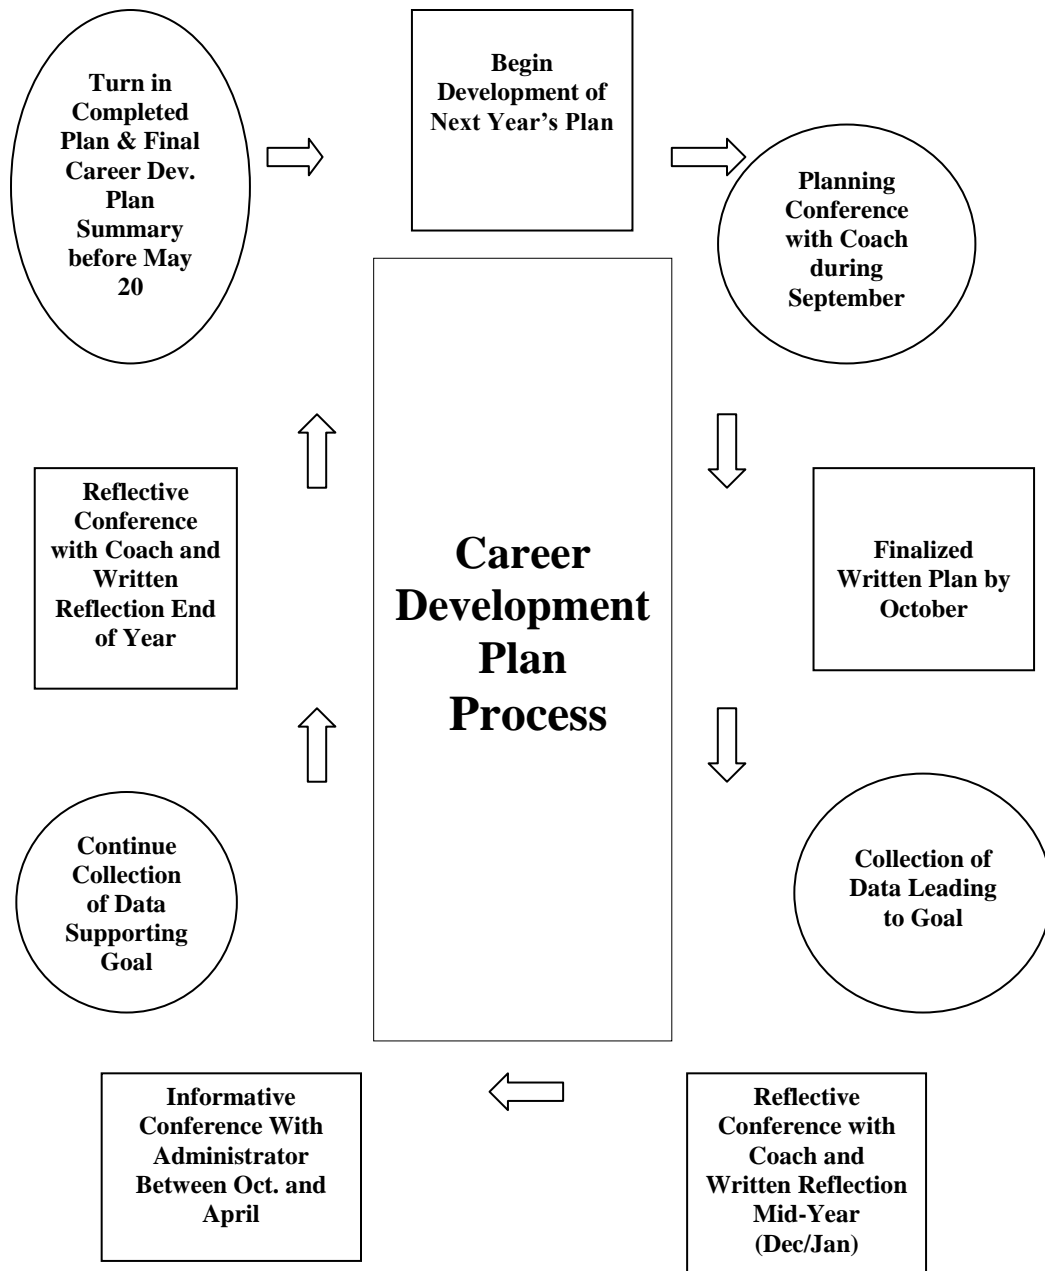 Turn in
Completed
Plan & Final
Career Dev.
Plan
Summary
before May
20
Begin
Development of
Next Year’s Plan
Planning
Conference
with Coach
during
September
Finalized
Written Plan by
October
Collection of
Data Leading
to Goal
Reflective
Conference with
Coach and
Written Reflection
Mid-Year
(Dec/Jan)
Informative
Conference With
Administrator
Between Oct. and
April
Continue
Collection
of Data
Supporting
Goal
Reflective
Conference
with Coach and
Written
Reflection End
of Year
Career
Development
Plan
Process